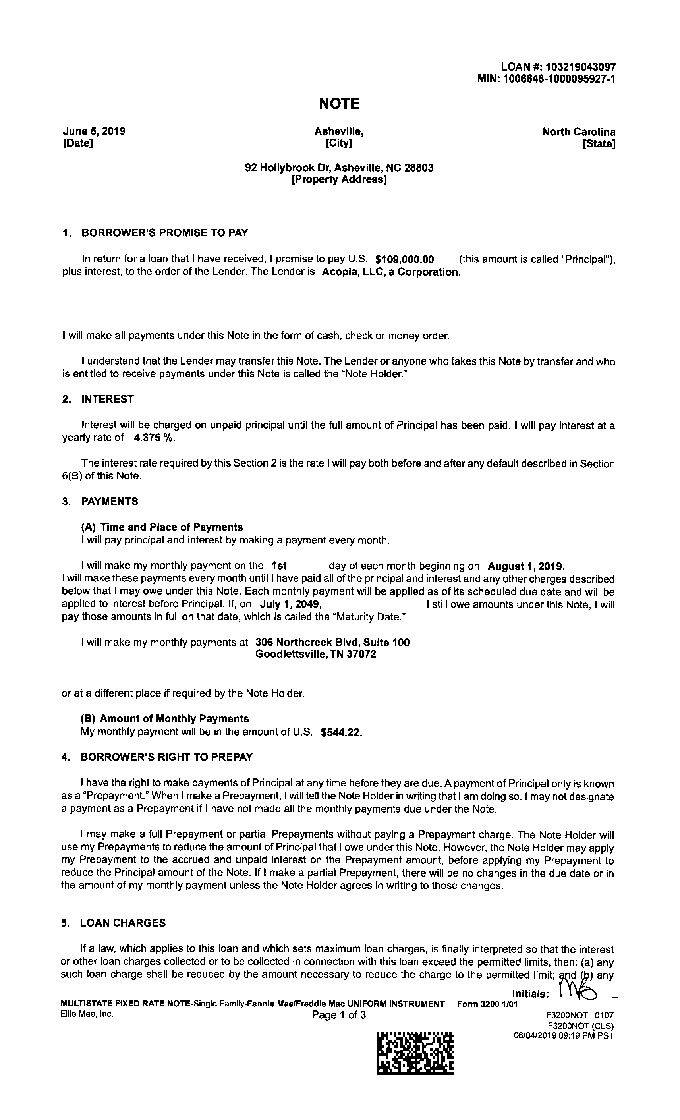 LOAN #: 103219043097
MIN: 1006646-1000095927-1
NOTE
June 5, 2019 Asheville, North Carolina
[Date] [City] [State]
92 Hollybrook Dr, Asheville, NC 28803
[Property Address]
1. BORROWER'S PROMISE TO PAY
In return for a loan that I have received, I promise to pay U.S. $109,000.00 (this amount is called "Principal"),
plus interest, to the order of the Lender. The Lender is Acopia, LLC, a Corporation.
I will make all payments under this Note in the form of cash, check or money order.
I understand that the Lender may transfer this Note. The Lender or anyone who takes this Note by transfer and who
is entitled to receive payments under this Note is called the "Note Holder."
2. INTEREST
Interest will be charged on unpaid principal until the full amount of Principal has been paid. I will pay interest at a
yearly rate of 4.375 %.
The interest rate required by this Section 2 is the rate I will pay both before and after any default described in Section
6(B) of this Note.
3. PAYMENTS
(A) Time and Place of Payments
I will pay principal and interest by making a payment every month.
I will make my monthly payment on the 1st day of each month beginning on August 1, 2019.
I will make these payments every month until I have paid all of the principal and interest and any other charges described
below that I may owe under this Note. Each monthly payment will be applied as of its scheduled due date and will be
applied to interest before Principal. If, on July 1, 2049, I still owe amounts under this Note, I will
pay those amounts in full on that date, which is called the "Maturity Date."
I will make my monthly payments at 306 Northcreek Blvd, Suite 100
Goodlettsville, TN 37072
or at a different place if required by the Note Holder.
(B) Amount of Monthly Payments
My monthly payment will be in the amount of U.S. $544.22.
4. BORROWER'S RIGHT TO PREPAY
I have the right to make payments of Principal at any time before they are due. A payment of Principal only is known
as a "Prepayment." When I make a Prepayment, I will tell the Note Holder in writing that I am doing so. I may not designate
a payment as a Prepayment if I have not made all the monthly payments due under the Note.
I may make a full Prepayment or partial Prepayments without paying a Prepayment charge. The Note Holder will
use my Prepayments to reduce the amount of Principal that I owe under this Note. However, the Note Holder may apply
my Prepayment to the accrued and unpaid interest on the Prepayment amount, before applying my Prepayment to
reduce the Principal amount of the Note. If I make a partial Prepayment, there will be no changes in the due date or in
the amount of my monthly payment unless the Note Holder agrees in writing to those changes.
5. LOAN CHARGES
If a law, which applies to this loan and which sets maximum loan charges, is finally interpreted so that the interest
or other loan charges collected or to be collected in connection with this loan exceed the permitted limits, then: (a) any
such loan charge shall be reduced by the amount necessary to reduce the charge to the permitted limit; and (b) any
Initials:
MULTISTATE FIXED RATE NOTE-Single Family-Fannie Mae/Freddie Mac UNIFORM INSTRUMENT Form 3200 1/01
Ellie Mae, Inc. Page 1 of 3 F3200NOT 0107
F3200NOT (CLS)
06/04/2019 09:19 PM PST